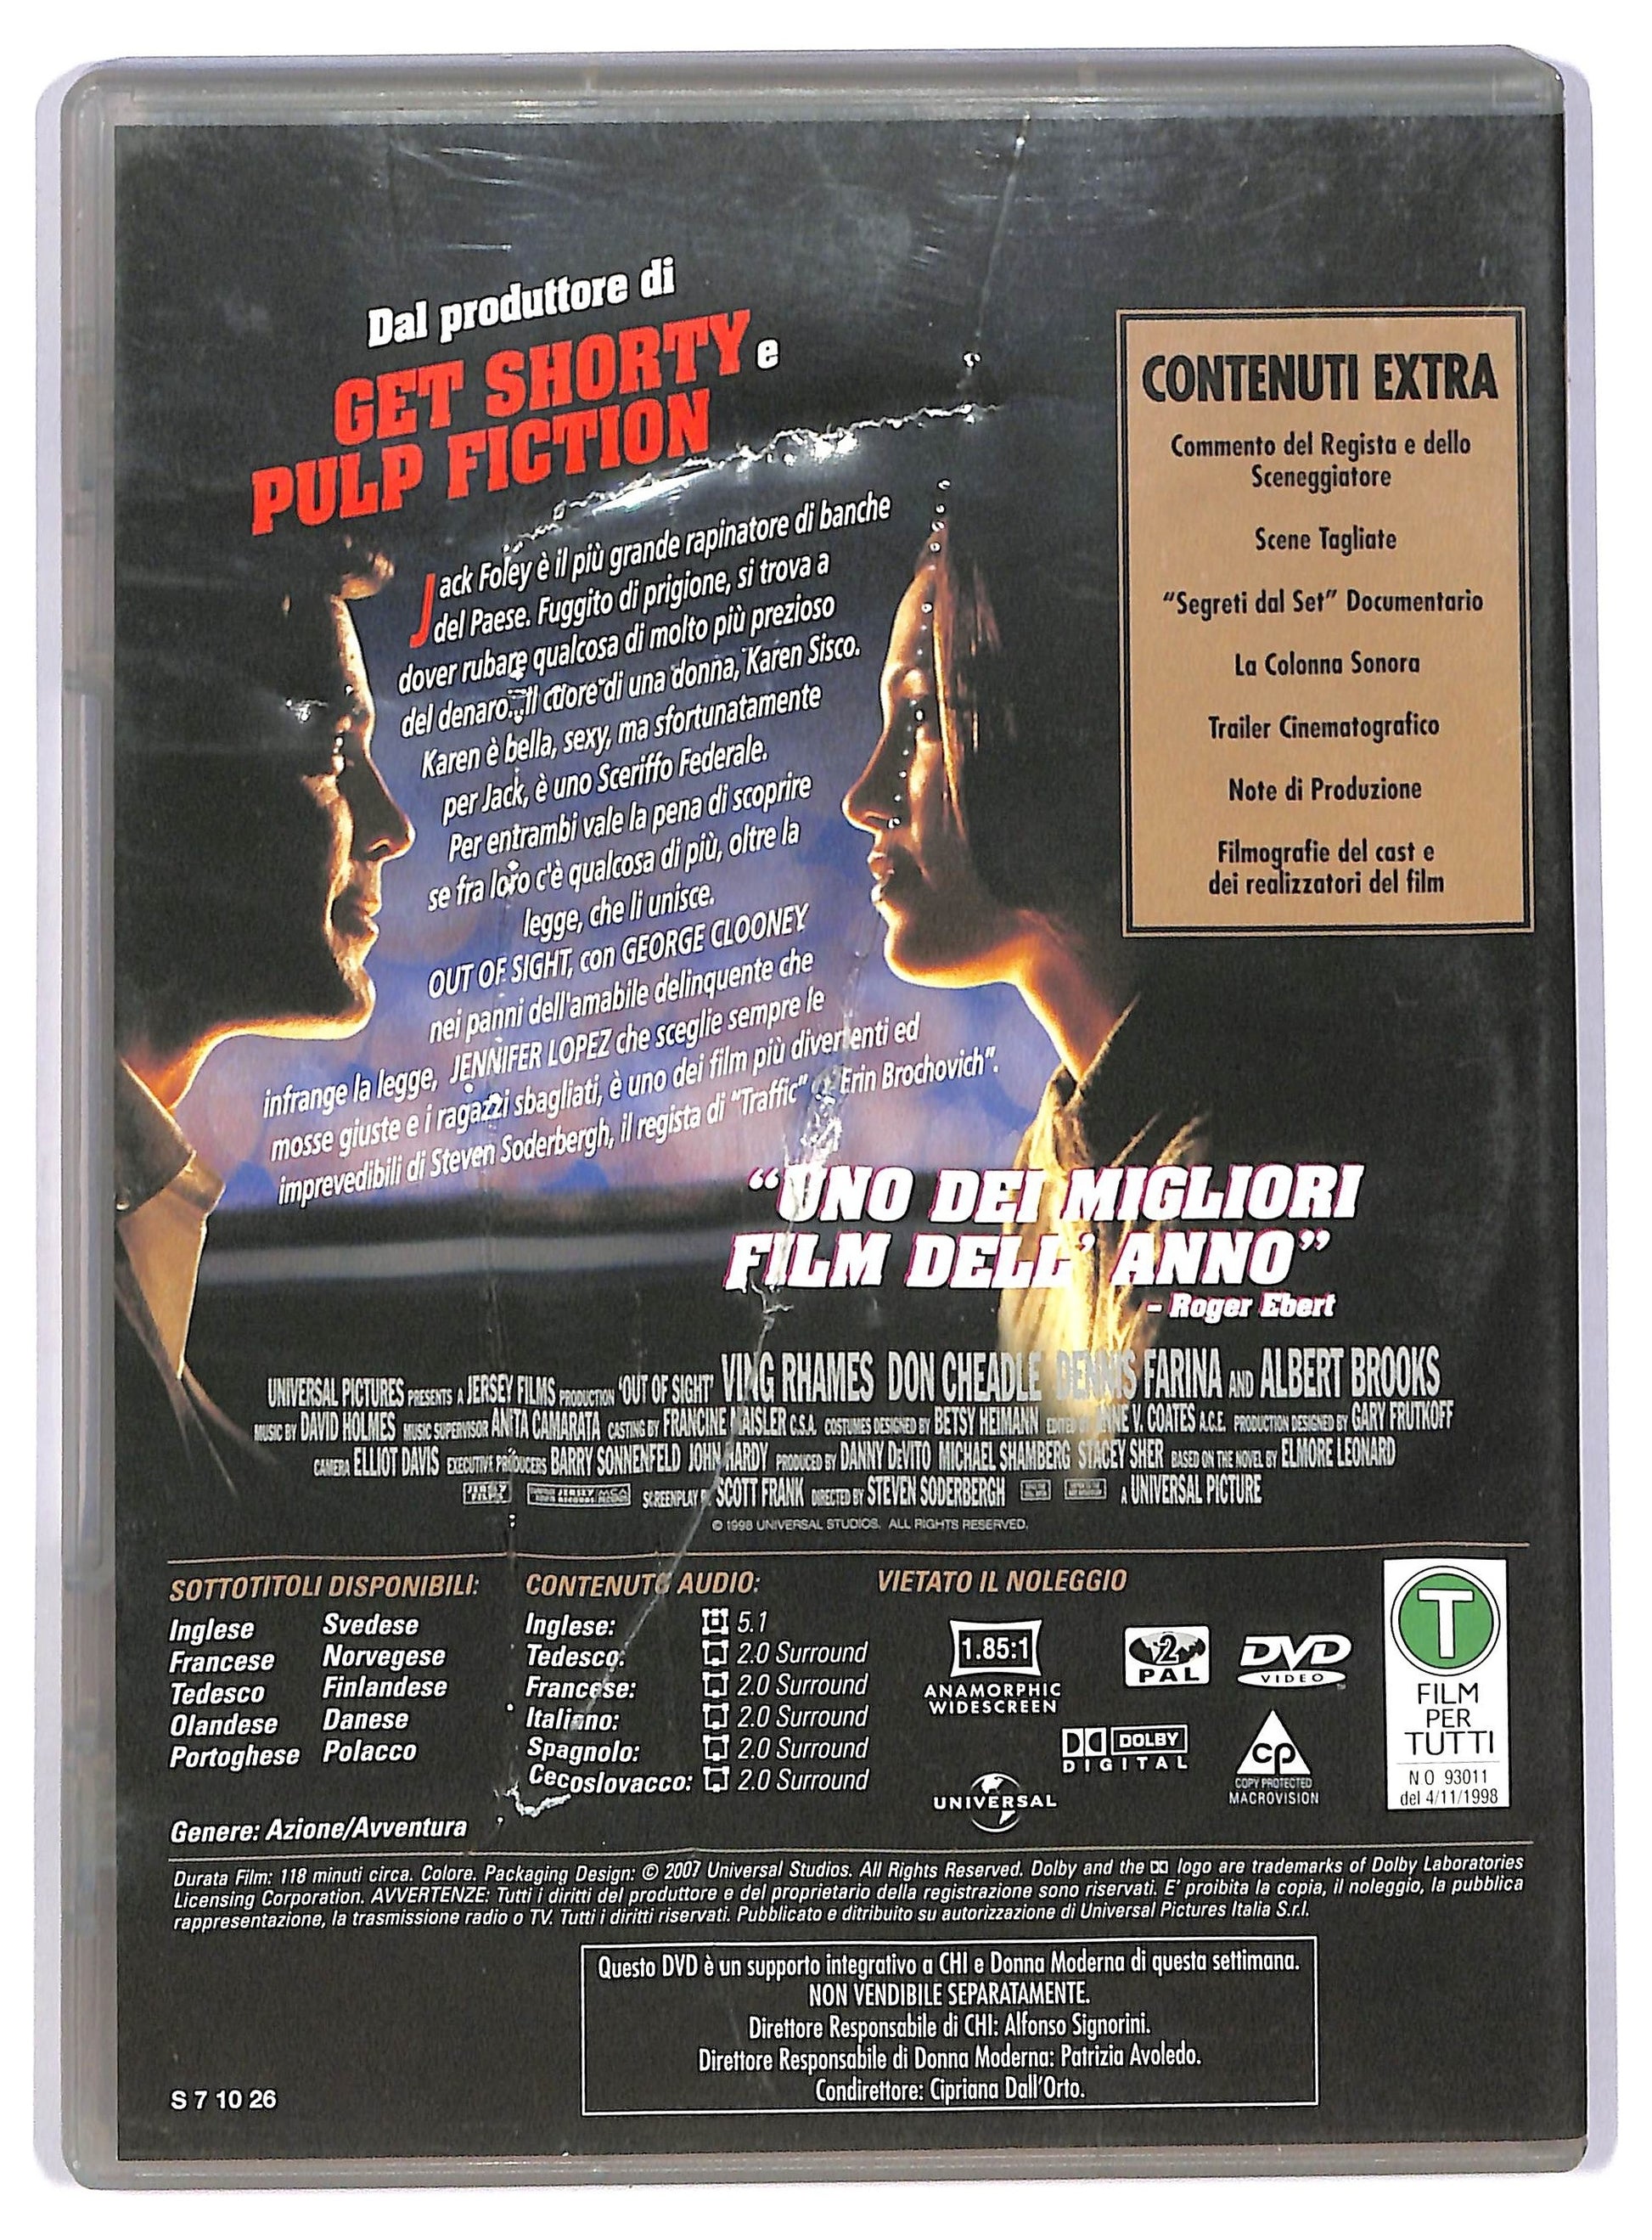 Dal produttore di
GET SHORTY e
PULP FICTION
Jack Foley è il più grande rapinatore di banche
del Paese. Fuggito di prigione, si trova a
dover rubare qualcosa di molto più prezioso
del denaro. Il cuore di una donna, Karen Sisco.
Karen è bella, sexy, ma sfortunatamente
per Jack, è uno Sceriffo Federale.
Per entrambi vale la pena di scoprire
se fra loro c'è qualcosa di più, oltre la
legge, che li unisce.
OUT OF SIGHT, con GEORGE CLOONEY
nei panni dell'amabile delinquente che
infrange la legge, JENNIFER LOPEZ che sceglie sempre le
mosse giuste e i ragazzi sbagliati, è uno dei film più divertenti ed
imprevedibili di Steven Soderbergh, il regista di "Traffic" e Erin Brochovich".
CONTENUTI EXTRA
Commento del Regista e dello
Sceneggiatore
Scene Tagliate
"Segreti dal Set" Documentario
La Colonna Sonora
Trailer Cinematografico
Note di Produzione
Filmografie del cast e
dei realizzatori del film
"UNO DEI MIGLIORI
FILM DELL' ANNO"
- Roger Ebert
UNIVERSAL PICTURES PRESENTS A JERSEY FILMS PRODUCTION 'OUT OF SIGHT' VING RHAMES DON CHEADLE DENNIS FARINA AND ALBERT BROOKS
MUSIC BY DAVID HOLMES MUSIC SUPERVISOR ANITA CAMARATA CASTING BY FRANCINE MAISLER C.S.A. COSTUMES DESIGNED BY BETSY HEIMANN EDITED BY ANNE V. COATES A.C.E. PRODUCTION DESIGNED BY GARY FRUTKOFF
CAMERA ELLIOT DAVIS EXECUTIVE PRODUCERS BARRY SONNENFELD JOHN HARDY PRODUCED BY DANNY DeVITO MICHAEL SHAMBERG STACEY SHER BASED ON THE NOVEL BY ELMORE LEONARD
JERSEY FILMS MCA SCREENPLAY BY SCOTT FRANK DIRECTED BY STEVEN SODERBERGH A UNIVERSAL PICTURE
© 1998 UNIVERSAL STUDIOS. ALL RIGHTS RESERVED.
SOTTOTITOLI DISPONIBILI:
Inglese Svedese
Francese Norvegese
Tedesco Finlandese
Olandese Danese
Portoghese Polacco
Genere: Azione/Avventura
CONTENUTO AUDIO:
Inglese: 5.1
Tedesco: 2.0 Surround
Francese: 2.0 Surround
Italiano: 2.0 Surround
Spagnolo: 2.0 Surround
Cecoslovacco: 2.0 Surround
VIETATO IL NOLEGGIO
1.85:1
ANAMORPHIC
WIDESCREEN
2
PAL
DVD
VIDEO
DOLBY
DIGITAL
UNIVERSAL
cp
COPY PROTECTED
MACROVISION
T
FILM
PER
TUTTI
N O 93011
del 4/11/1998
Durata Film: 118 minuti circa. Colore. Packaging Design: © 2007 Universal Studios. All Rights Reserved. Dolby and the logo are trademarks of Dolby Laboratories
Licensing Corporation. AVVERTENZE: Tutti i diritti del produttore e del proprietario della registrazione sono riservati. E' proibita la copia, il noleggio, la pubblica
rappresentazione, la trasmissione radio o TV. Tutti i diritti riservati. Pubblicato e ditribuito su autorizzazione di Universal Pictures Italia S.r.l.
Questo DVD è un supporto integrativo a CHI e Donna Moderna di questa settimana.
NON VENDIBILE SEPARATAMENTE.
Direttore Responsabile di CHI: Alfonso Signorini.
Direttore Responsabile di Donna Moderna: Patrizia Avoledo.
Condirettore: Cipriana Dall'Orto.
S 7 10 26